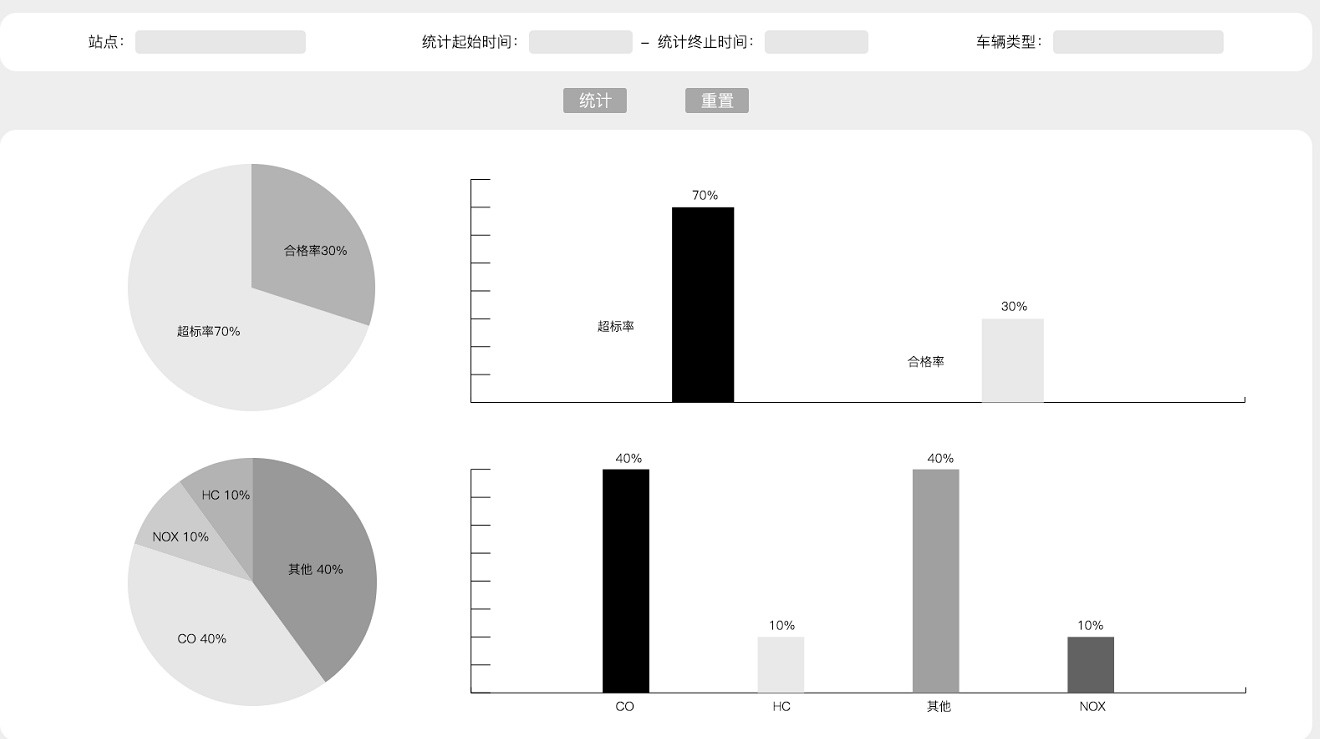 站点：
统计起始时间： – 统计终止时间：
车辆类型：
统计
重置
合格率30%
超标率70%
70%
超标率
30%
合格率
HC 10%
NOX 10%
其他 40%
CO 40%
40%
10%
40%
10%
CO
HC
其他
NOX